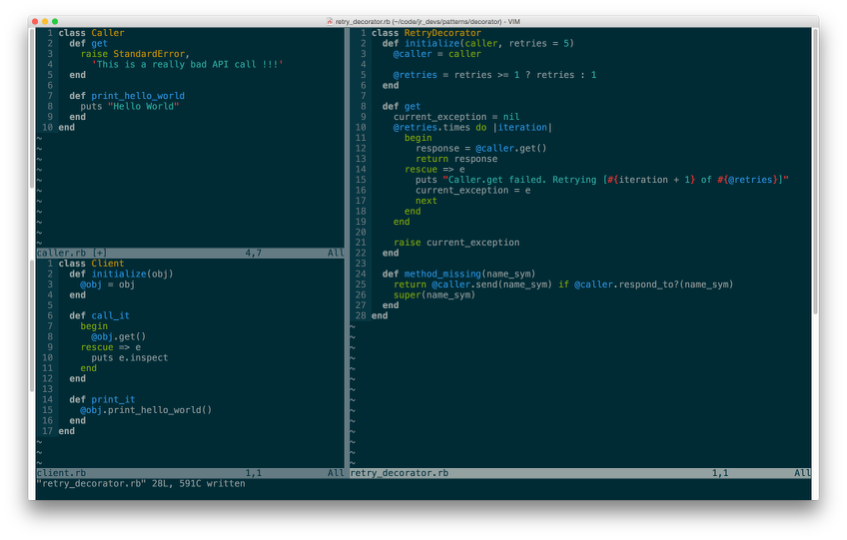 retry_decorator.rb (~/code/jr_devs/patterns/decorator) - VIM
1 class Caller
2   def get
3     raise StandardError,
4       'This is a really bad API call !!!'
5   end
6
7   def print_hello_world
8     puts "Hello World"
9   end
10 end
~
~
~
~
~
~
~
~
~
~
~
caller.rb [+] 4,7 All
1 class Client
2   def initialize(obj)
3     @obj = obj
4   end
5
6   def call_it
7     begin
8       @obj.get()
9     rescue => e
10       puts e.inspect
11     end
12   end
13
14   def print_it
15     @obj.print_hello_world()
16   end
17 end
~
~
~
client.rb 1,1 All
1 class RetryDecorator
2   def initialize(caller, retries = 5)
3     @caller = caller
4
5     @retries = retries >= 1 ? retries : 1
6   end
7
8   def get
9     current_exception = nil
10     @retries.times do |iteration|
11       begin
12         response = @caller.get()
13         return response
14       rescue => e
15         puts "Caller.get failed. Retrying [#{iteration + 1} of #{@retries}]"
16         current_exception = e
17         next
18       end
19     end
20
21     raise current_exception
22   end
23
24   def method_missing(name_sym)
25     return @caller.send(name_sym) if @caller.respond_to?(name_sym)
26     super(name_sym)
27   end
28 end
~
~
~
~
~
~
~
~
~
~
~
~
~
~
retry_decorator.rb 1,1 All
"retry_decorator.rb" 28L, 591C written